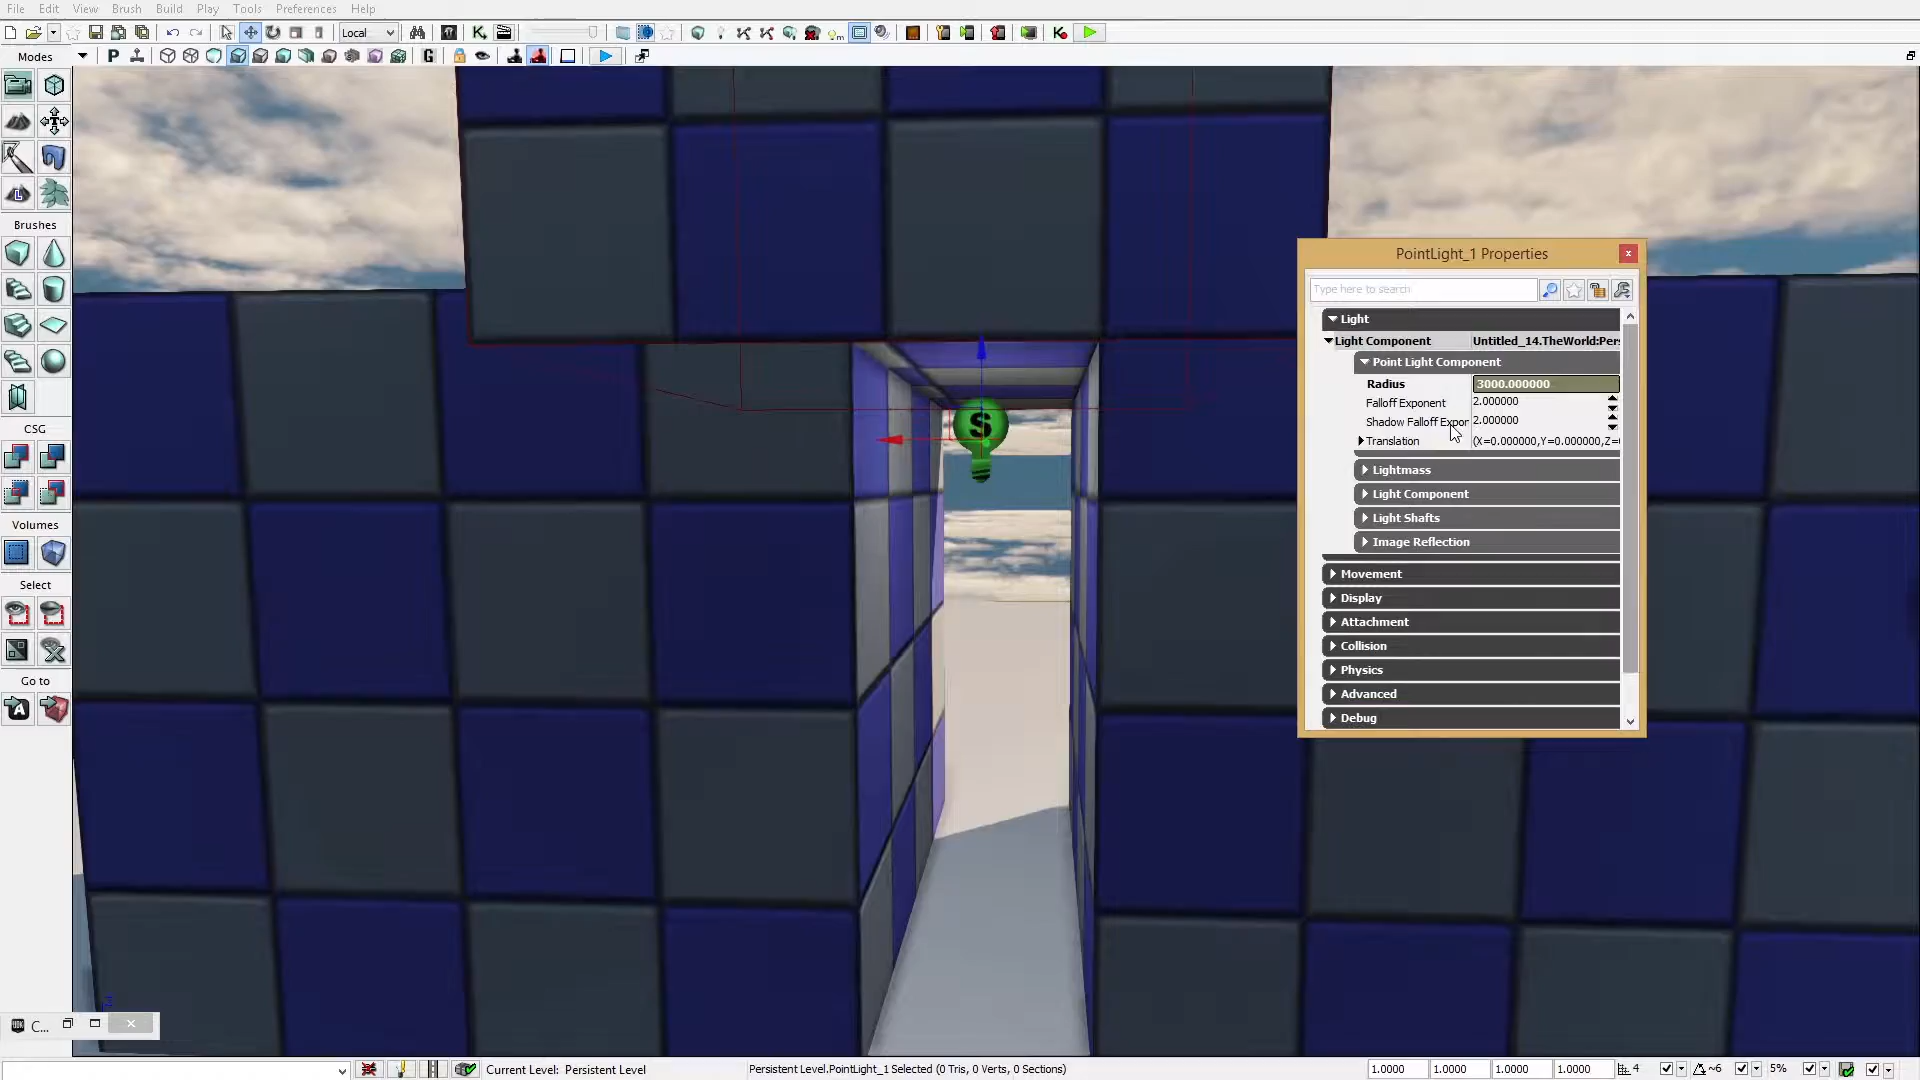 File Edit View Brush Build Play Tools Preferences Help
Local
Modes
P
G
Brushes
CSG
Volumes
Select
Go to
PointLight_1 Properties
Type here to search
Light
Light Component Untitled_14.TheWorld:Pers
Point Light Component
Radius 3000.000000
Falloff Exponent 2.000000
Shadow Falloff Expon 2.000000
Translation (X=0.000000,Y=0.000000,Z=
Lightmass
Light Component
Light Shafts
Image Reflection
Movement
Display
Attachment
Collision
Physics
Advanced
Debug
S
C...
Current Level: Persistent Level
Persistent Level.PointLight_1 Selected (0 Tris, 0 Verts, 0 Sections)
1.0000 1.0000 1.0000 1.0000 4 ~6 5%